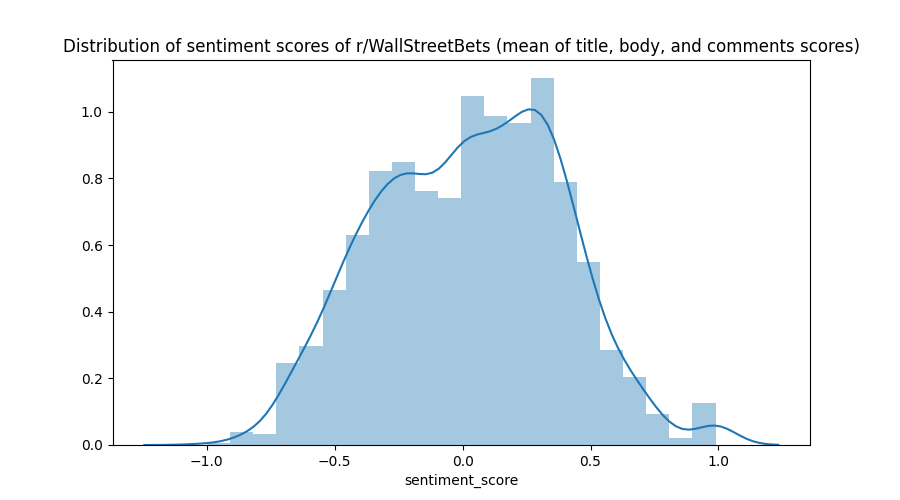 Distribution of sentiment scores of r/WallStreetBets (mean of title, body, and comments scores)
1.0
0.8
0.6
0.4
0.2
0.0
−1.0 −0.5 0.0 0.5 1.0
sentiment_score